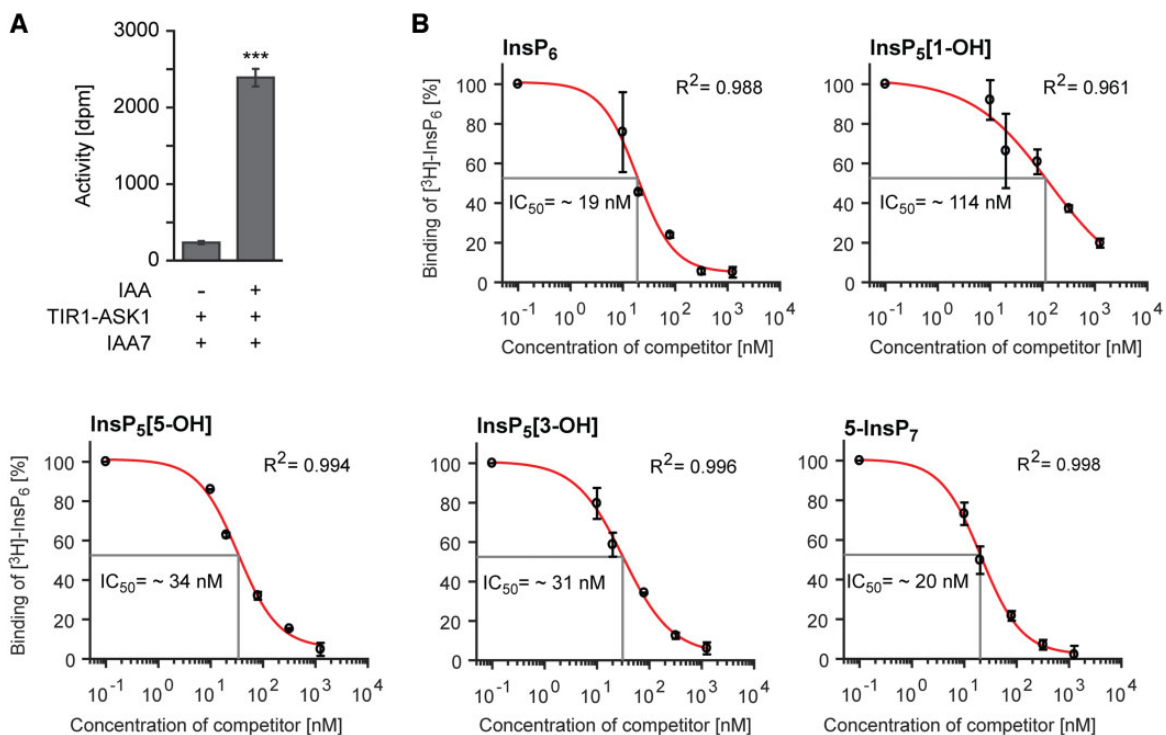 A
3000
2000
1000
0
Activity [dpm]
***
IAA - +
TIR1-ASK1 + +
IAA7 + +
B
InsP6
R2= 0.988
100
80
60
40
20
0
Binding of [3H]-InsP6 [%]
IC50= ~ 19 nM
10-1 100 101 102 103 104
Concentration of competitor [nM]
InsP5[1-OH]
R2= 0.961
100
80
60
40
20
0
IC50= ~ 114 nM
10-1 100 101 102 103 104
Concentration of competitor [nM]
InsP5[5-OH]
R2= 0.994
100
80
60
40
20
0
Binding of [3H]-InsP6 [%]
IC50= ~ 34 nM
10-1 100 101 102 103 104
Concentration of competitor [nM]
InsP5[3-OH]
R2= 0.996
100
80
60
40
20
0
IC50= ~ 31 nM
10-1 100 101 102 103 104
Concentration of competitor [nM]
5-InsP7
R2= 0.998
100
80
60
40
20
0
IC50= ~ 20 nM
10-1 100 101 102 103 104
Concentration of competitor [nM]